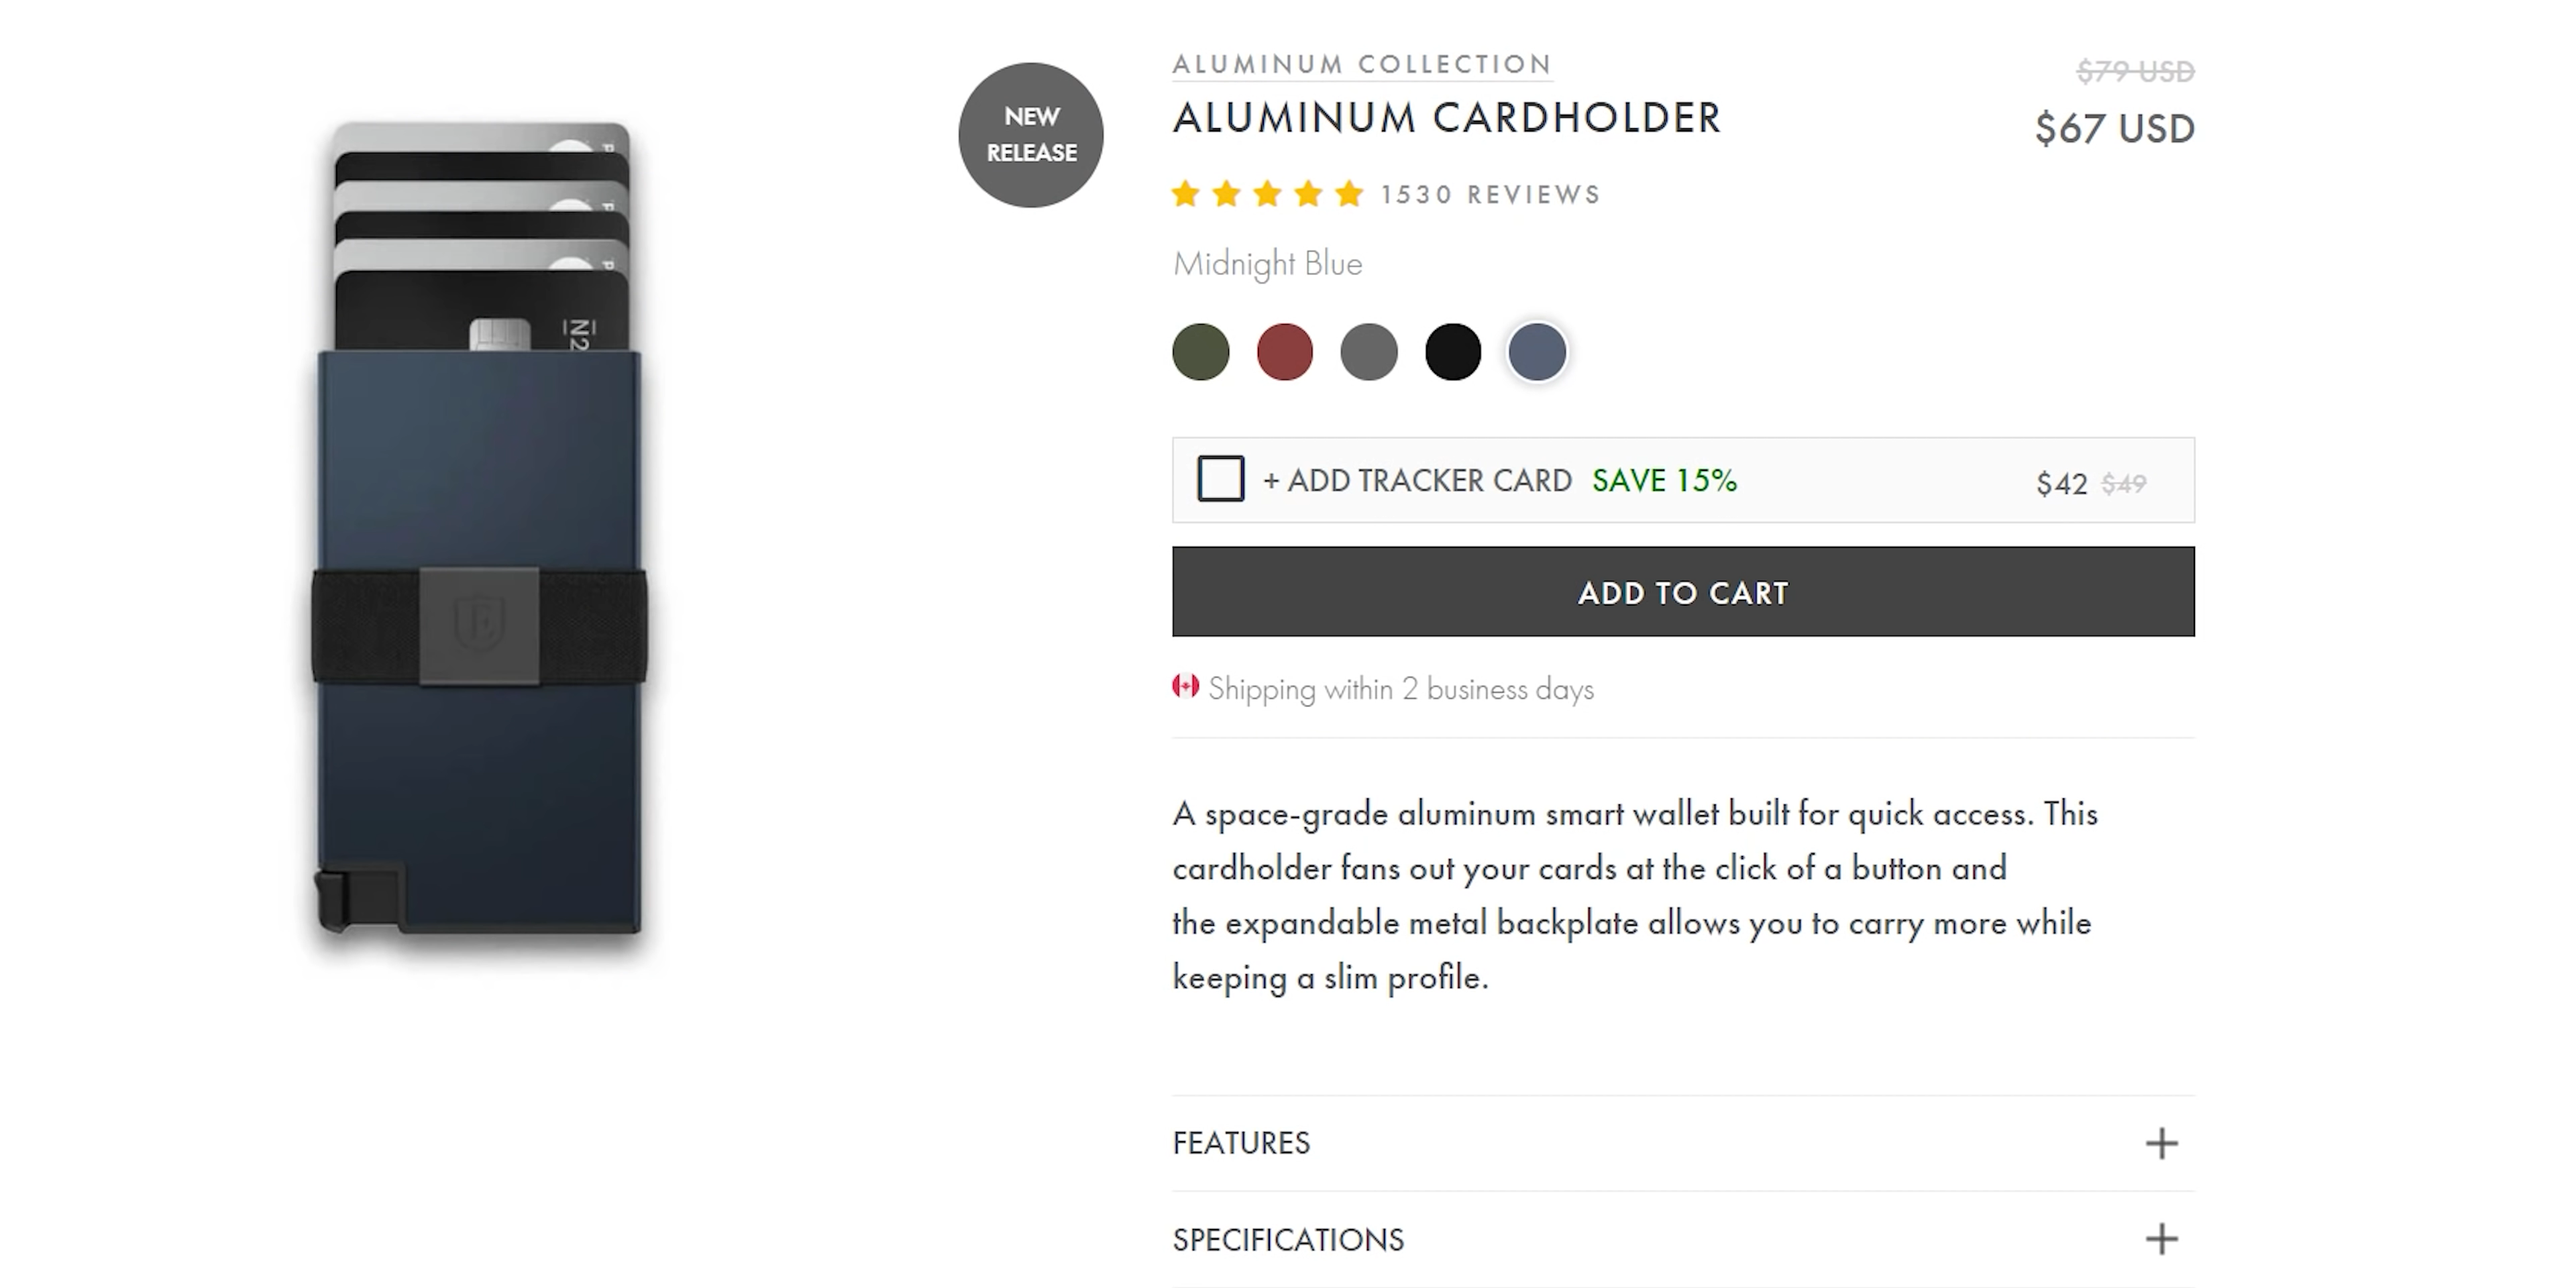 NEW
RELEASE
ALUMINUM COLLECTION
ALUMINUM CARDHOLDER
$79 USD
$67 USD
1530 REVIEWS
Midnight Blue
+ ADD TRACKER CARD SAVE 15%
$42 $49
ADD TO CART
Shipping within 2 business days
A space-grade aluminum smart wallet built for quick access. This
cardholder fans out your cards at the click of a button and
the expandable metal backplate allows you to carry more while
keeping a slim profile.
FEATURES
SPECIFICATIONS